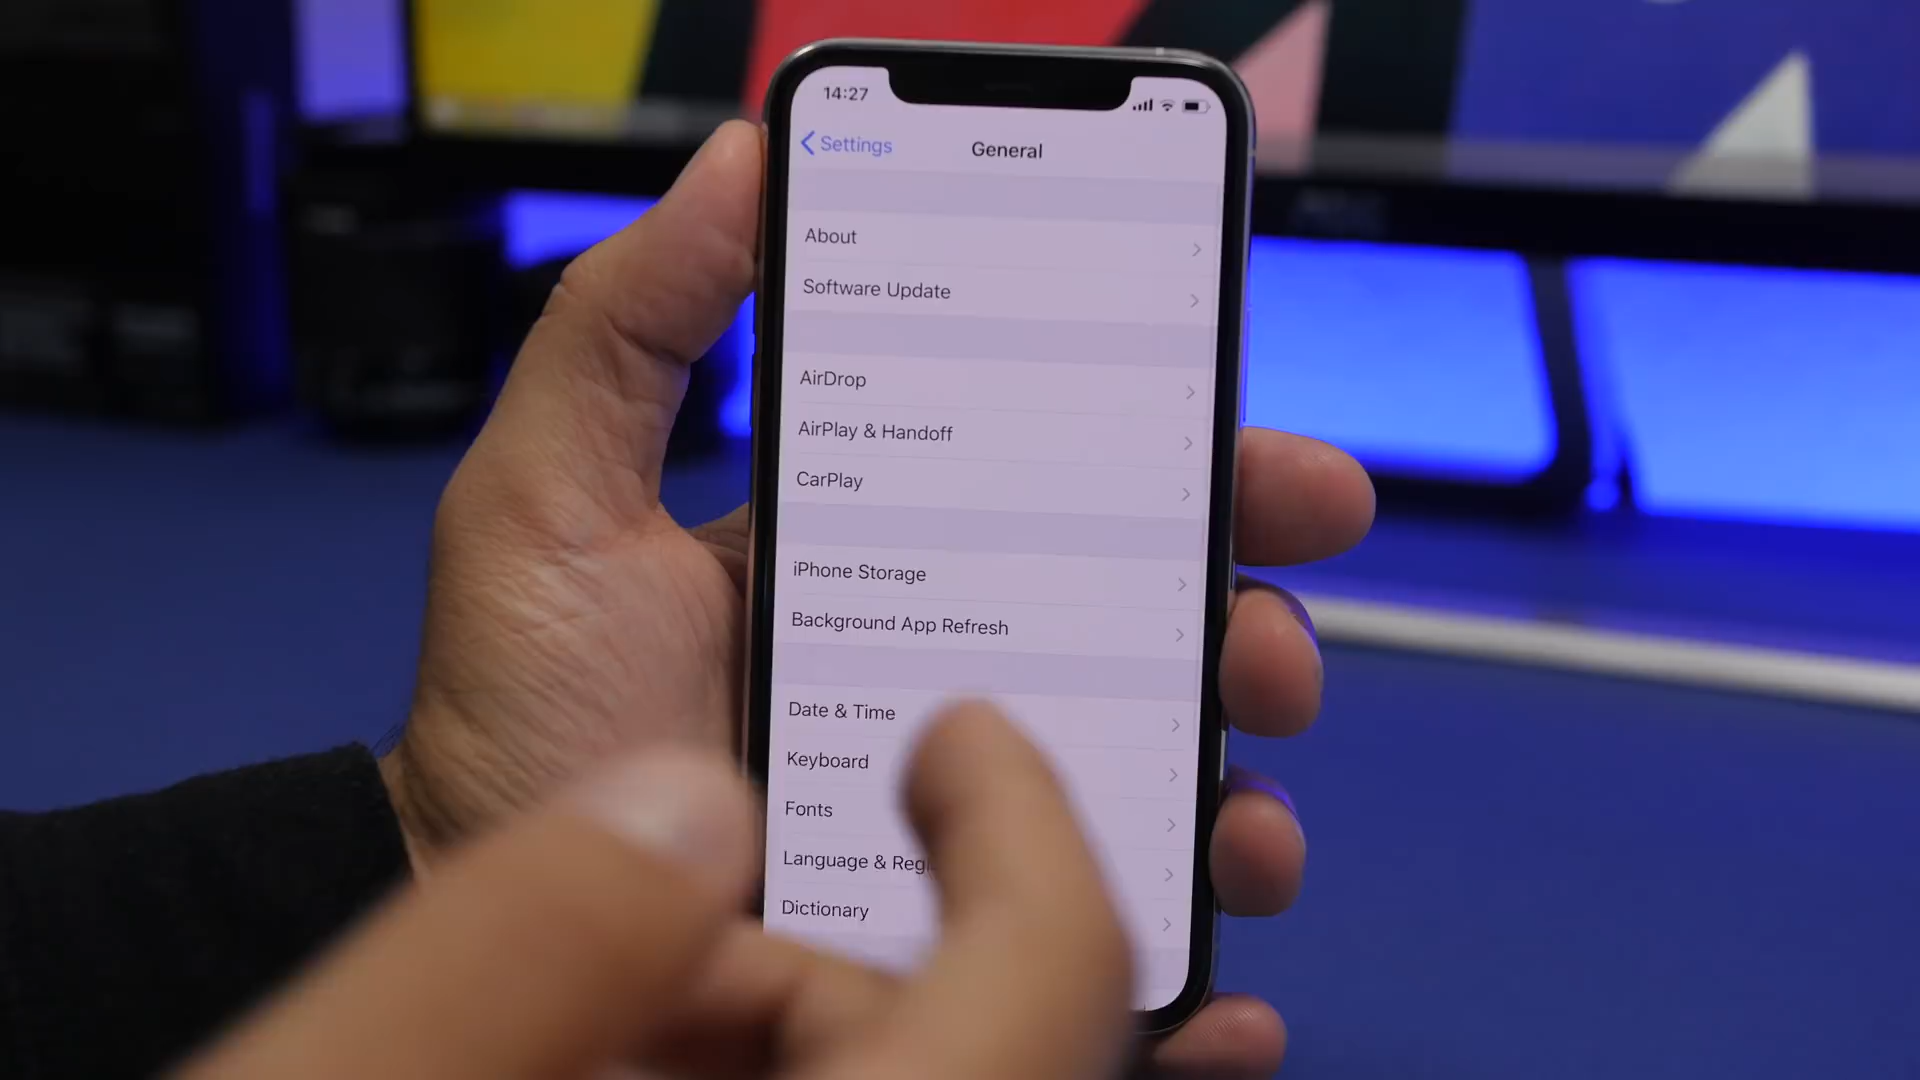 14:27
Settings
General
About
Software Update
AirDrop
AirPlay & Handoff
CarPlay
iPhone Storage
Background App Refresh
Date & Time
Keyboard
Fonts
Language & Reg
Dictionary